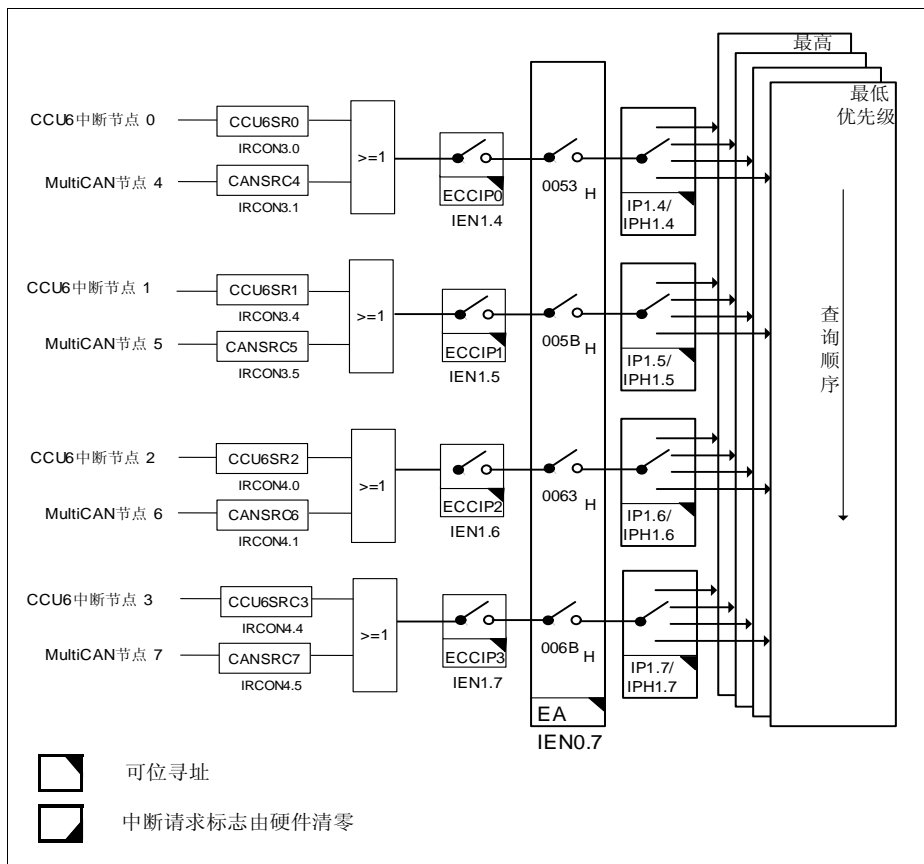 最高
最低
优先级
CCU6中断节点 0
CCU6SR0
IRCON3.0
MultiCAN节点 4
CANSRC4
IRCON3.1
>=1
ECCIP0
IEN1.4
0053 H
IP1.4/
IPH1.4
CCU6中断节点 1
CCU6SR1
IRCON3.4
MultiCAN节点 5
CANSRC5
IRCON3.5
>=1
ECCIP1
IEN1.5
005B H
IP1.5/
IPH1.5
查询顺序
CCU6中断节点 2
CCU6SR2
IRCON4.0
MultiCAN节点 6
CANSRC6
IRCON4.1
>=1
ECCIP2
IEN1.6
0063 H
IP1.6/
IPH1.6
CCU6中断节点 3
CCU6SRC3
IRCON4.4
MultiCAN节点 7
CANSRC7
IRCON4.5
>=1
ECCIP3
IEN1.7
006B H
IP1.7/
IPH1.7
EA
IEN0.7
可位寻址
中断请求标志由硬件清零